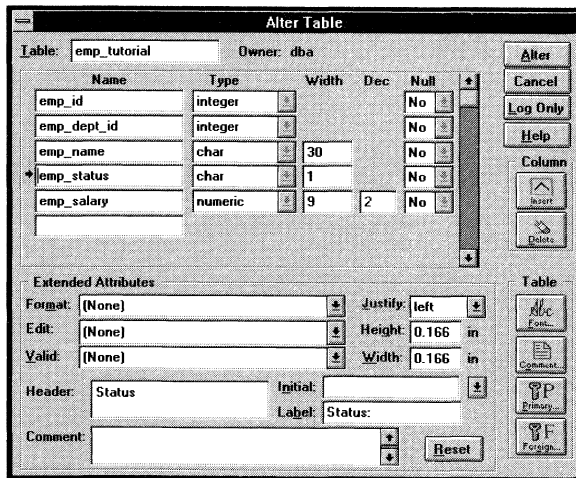 Alter Table
Table: emp_tutorial Owner: dba
Alter
Cancel
Log Only
Help
Name Type Width Dec Null
emp_id integer No
emp_dept_id integer No
emp_name char 30 No
emp_status char 1 No
emp_salary numeric 9 2 No
Column
Insert
Delete
Extended Attributes
Format: (None) Justify: left
Edit: (None) Height: 0.166 in
Valid: (None) Width: 0.166 in
Header: Status Initial:
Label: Status:
Comment: Reset
Table
Abc
Font...
Comment...
P
Primary...
F
Foreign...